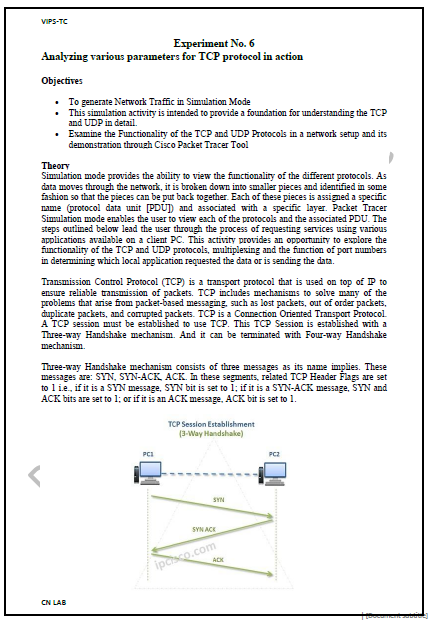 VIPS-TC
Experiment No. 6
Analyzing various parameters for TCP protocol in action
Objectives
• To generate Network Traffic in Simulation Mode
• This simulation activity is intended to provide a foundation for understanding the TCP
and UDP in detail.
• Examine the Functionality of the TCP and UDP Protocols in a network setup and its
demonstration through Cisco Packet Tracer Tool
Theory
Simulation mode provides the ability to view the functionality of the different protocols. As
data moves through the network, it is broken down into smaller pieces and identified in some
fashion so that the pieces can be put back together. Each of these pieces is assigned a specific
name (protocol data unit [PDU]) and associated with a specific layer. Packet Tracer
Simulation mode enables the user to view each of the protocols and the associated PDU. The
steps outlined below lead the user through the process of requesting services using various
applications available on a client PC. This activity provides an opportunity to explore the
functionality of the TCP and UDP protocols, multiplexing and the function of port numbers
in determining which local application requested the data or is sending the data.
Transmission Control Protocol (TCP) is a transport protocol that is used on top of IP to
ensure reliable transmission of packets. TCP includes mechanisms to solve many of the
problems that arise from packet-based messaging, such as lost packets, out of order packets,
duplicate packets, and corrupted packets. TCP is a Connection Oriented Transport Protocol.
A TCP session must be established to use TCP. This TCP Session is established with a
Three-way Handshake mechanism. And it can be terminated with Four-way Handshake
mechanism.
Three-way Handshake mechanism consists of three messages as its name implies. These
messages are: SYN, SYN-ACK, ACK. In these segments, related TCP Header Flags are set
to 1 i.e., if it is a SYN message, SYN bit is set to 1; if it is a SYN-ACK message, SYN and
ACK bits are set to 1; or if it is an ACK message, ACK bit is set to 1.
TCP Session Establishment
(3-Way Handshake)
PC1 PC2
SYN
SYN ACK
ACK
ipcisco.com
CN LAB
[Document subtitle]